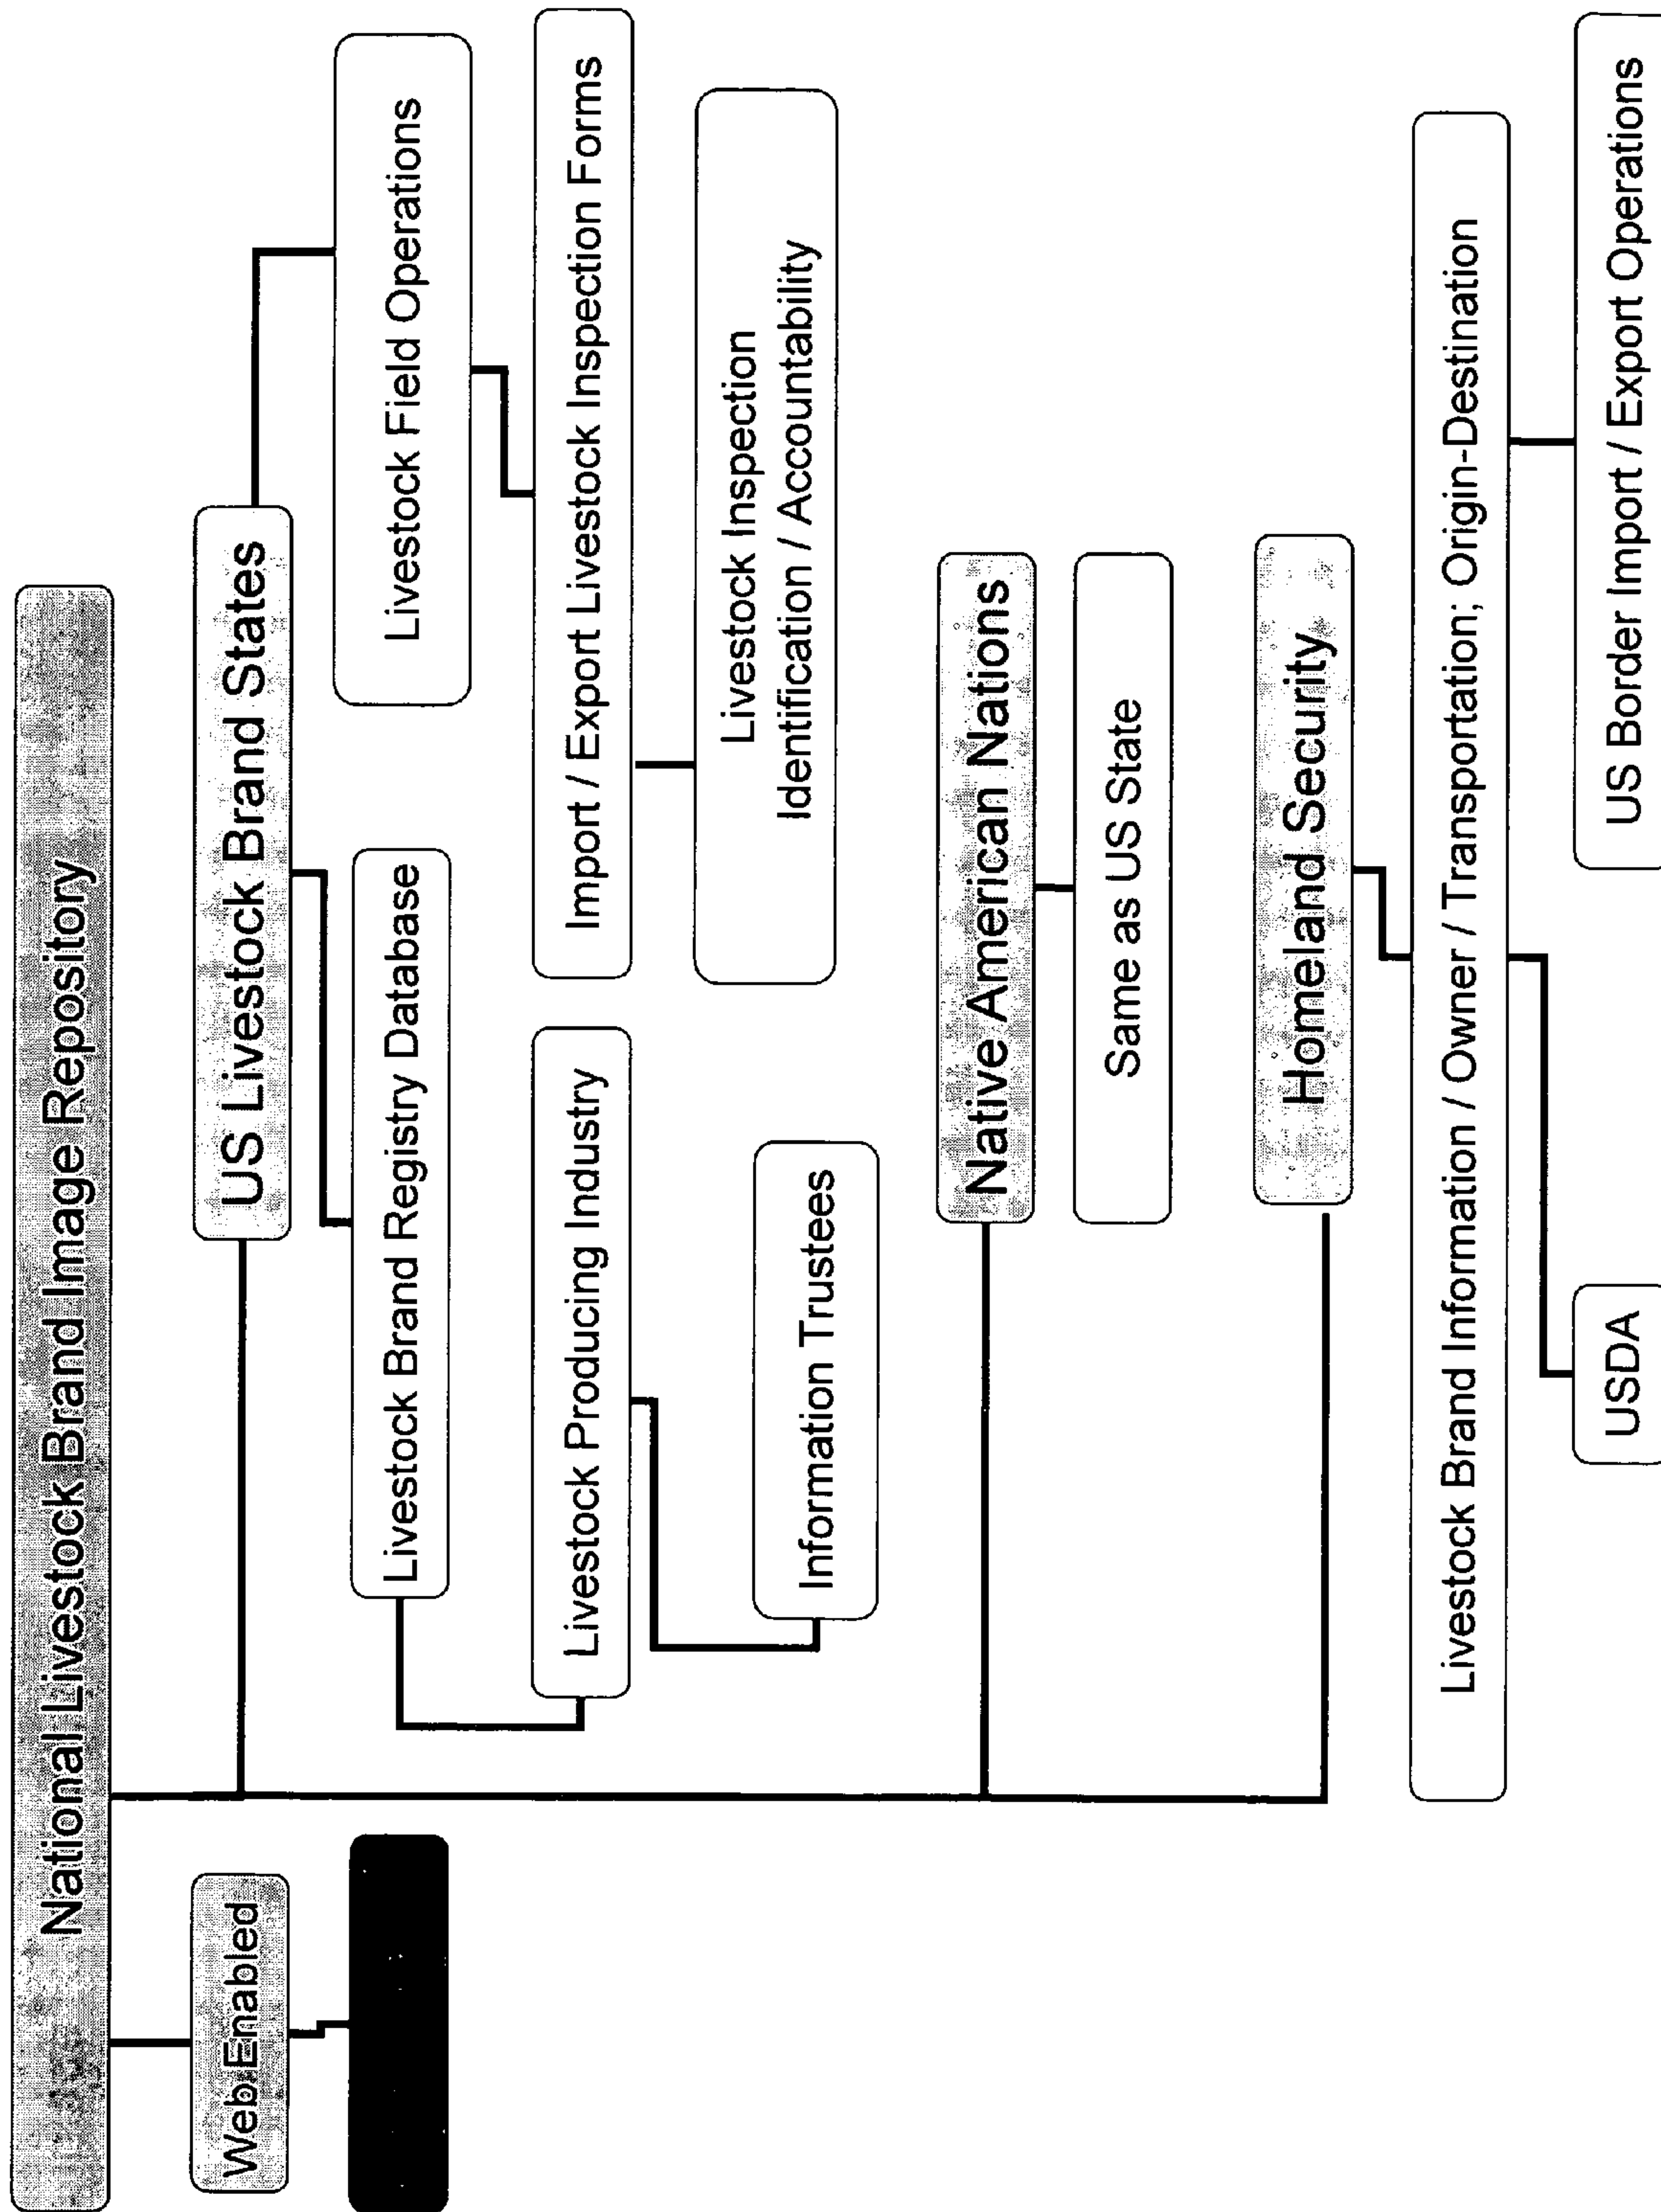 National Livestock Brand Image Repository
Web Enabled
US Livestock Brand States
Livestock Brand Registry Database
Livestock Field Operations
Livestock Producing Industry
Import / Export Livestock Inspection Forms
Information Trustees
Livestock Inspection
Identification / Accountability
Native American Nations
Same as US State
Homeland Security
Livestock Brand Information / Owner / Transportation; Origin-Destination
USDA
US Border Import / Export Operations